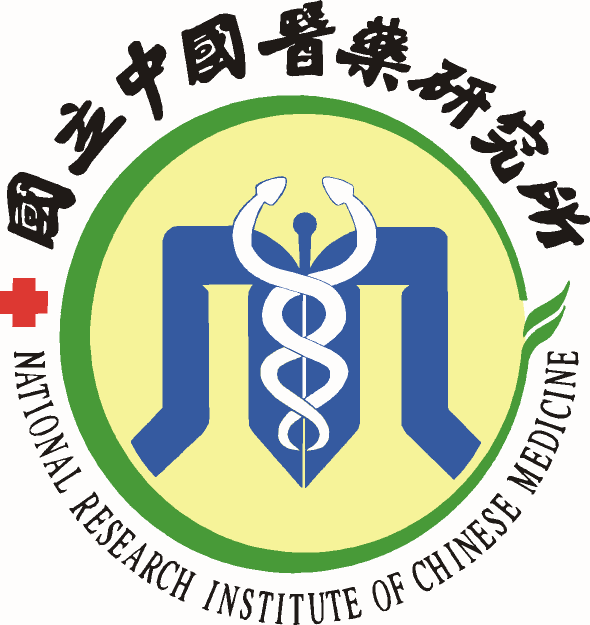 國立中國醫藥研究所
NATIONAL RESEARCH INSTITUTE OF CHINESE MEDICINE